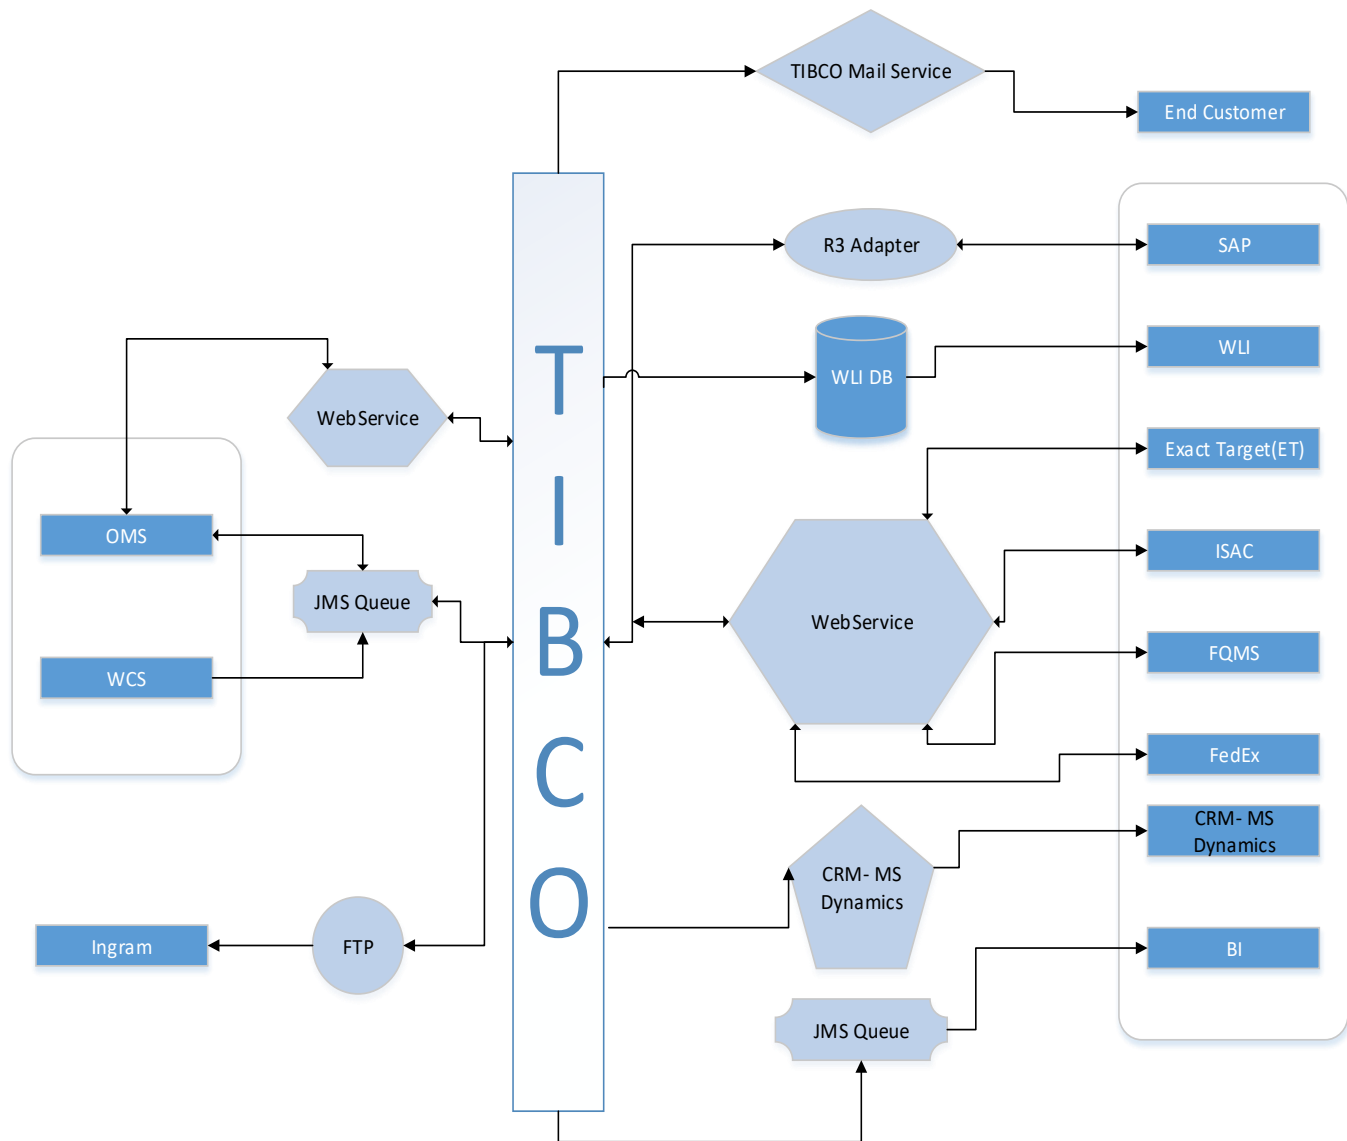 TIBCO Mail Service
End Customer
R3 Adapter
SAP
WLI DB
WLI
WebService
Exact Target(ET)
OMS
JMS Queue
WCS
T
I
B
C
O
WebService
ISAC
FQMS
FedEx
CRM- MS
Dynamics
CRM- MS
Dynamics
Ingram
FTP
BI
JMS Queue